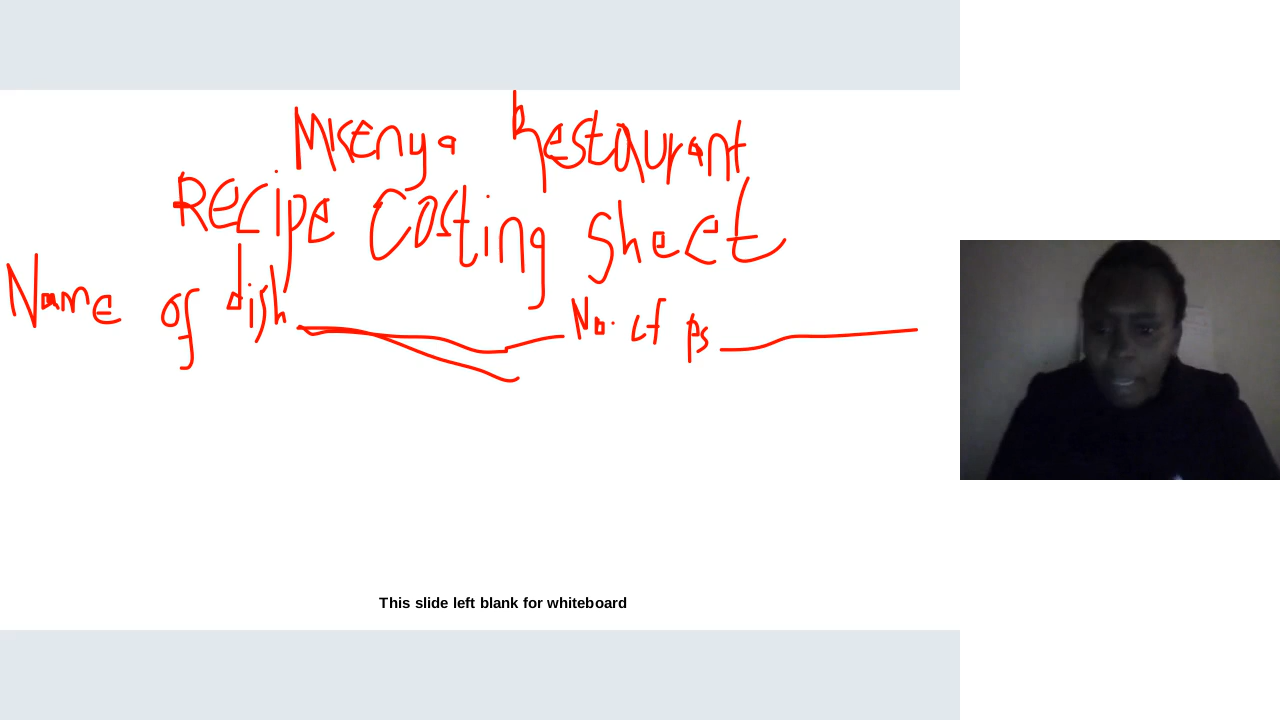 Mkenya Restaurant
Recipe Costing sheet
Name of dish No. of ps
This slide left blank for whiteboard